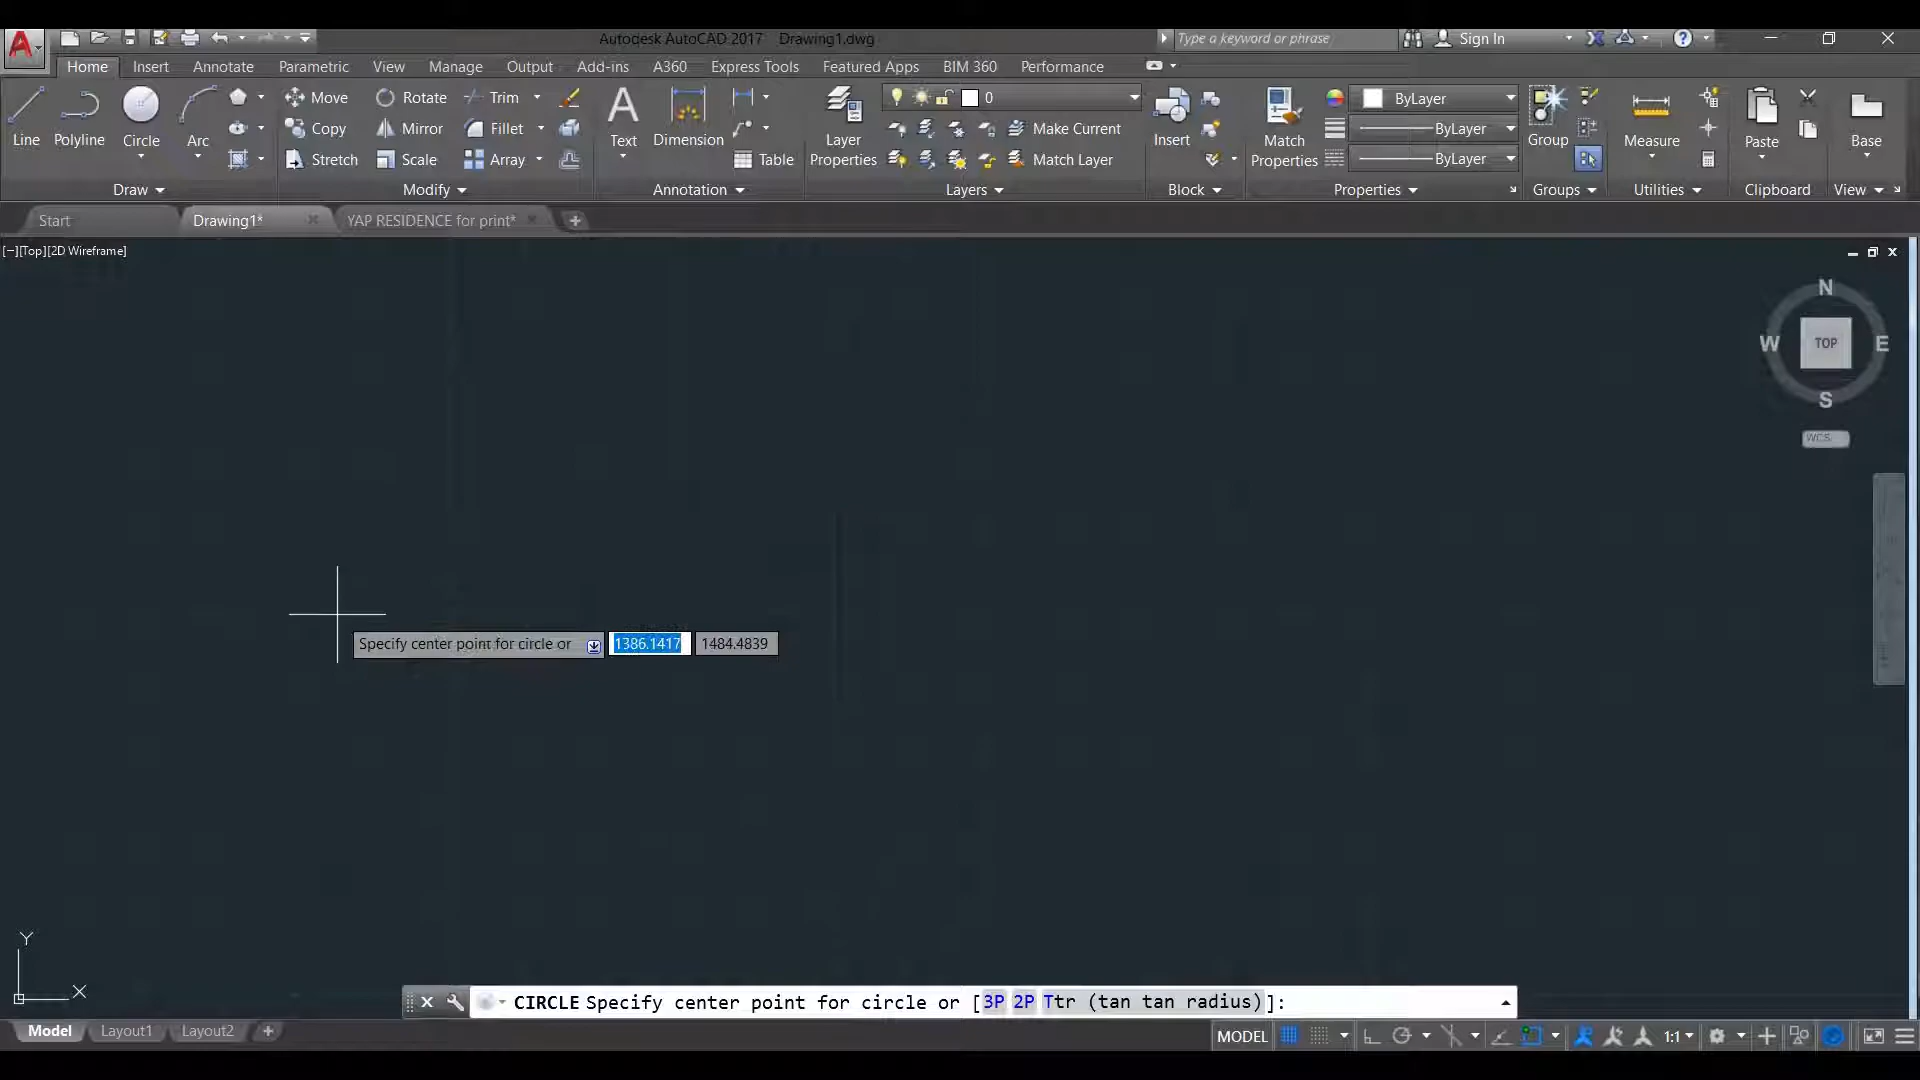 Autodesk AutoCAD 2017 Drawing1.dwg
Type a keyword or phrase
Sign In
Home Insert Annotate Parametric View Manage Output Add-ins A360 Express Tools Featured Apps BIM 360 Performance
Line Polyline Circle Arc
Move Rotate Trim
Copy Mirror Fillet
Stretch Scale Array
Text Dimension
Table
Layer Properties
0
Make Current
Match Layer
Insert
Match Properties
ByLayer
ByLayer
ByLayer
Group
Measure
Paste
Base
Draw Modify Annotation Layers Block Properties Groups Utilities Clipboard View
Start Drawing1* YAP RESIDENCE for print*
[−][Top][2D Wireframe]
N
W TOP E
S
WCS
Specify center point for circle or 1386.1417 1484.4839
Y
X
CIRCLE Specify center point for circle or [3P 2P Ttr (tan tan radius)]:
Model Layout1 Layout2
MODEL 1:1